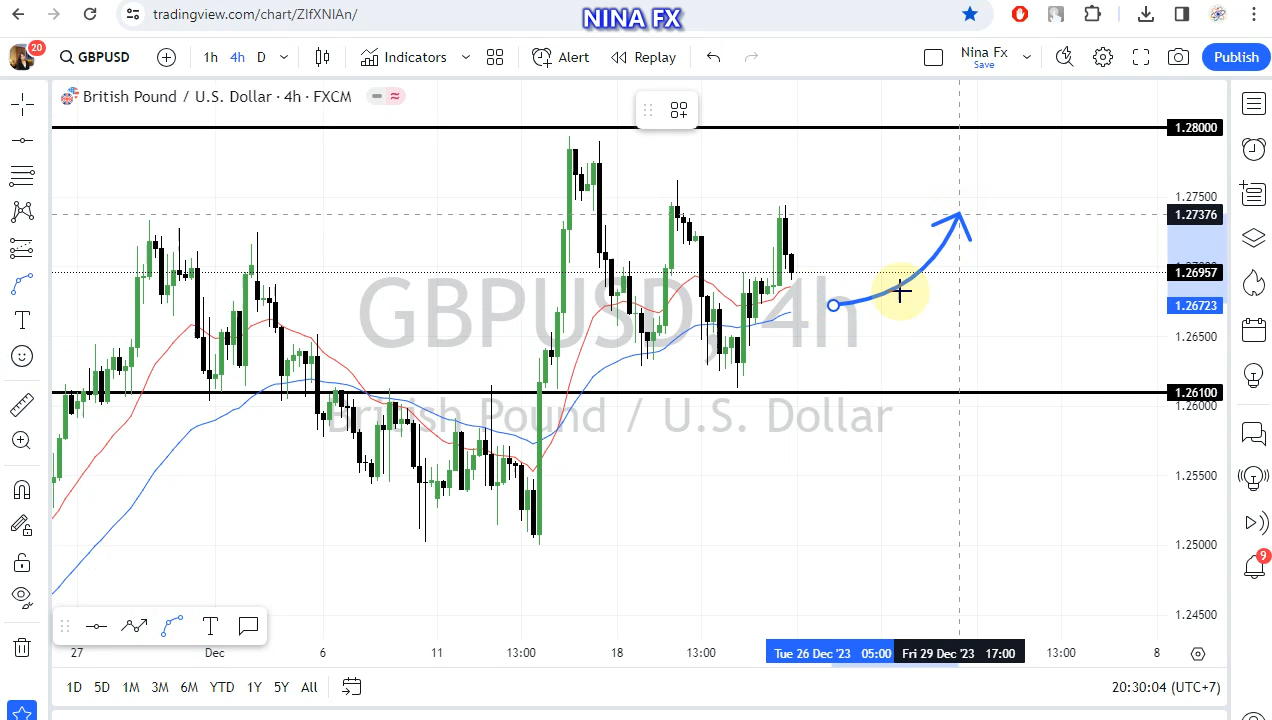 tradingview.com/chart/ZIfXNIAn/
NINA FX
20
GBPUSD
1h
4h
D
Indicators
Alert
Replay
Nina Fx
Save
Publish
British Pound / U.S. Dollar · 4h · FXCM
1.28000
1.27500
1.27376
1.26957
1.26723
1.26500
1.26100
1.26000
1.25500
1.25000
1.24500
GBPUSD, 4h
British Pound / U.S. Dollar
9
27
Dec
6
11
13:00
18
13:00
Tue 26 Dec '23 05:00
Fri 29 Dec '23 17:00
13:00
8
1D
5D
1M
3M
6M
YTD
1Y
5Y
All
20:30:04 (UTC+7)